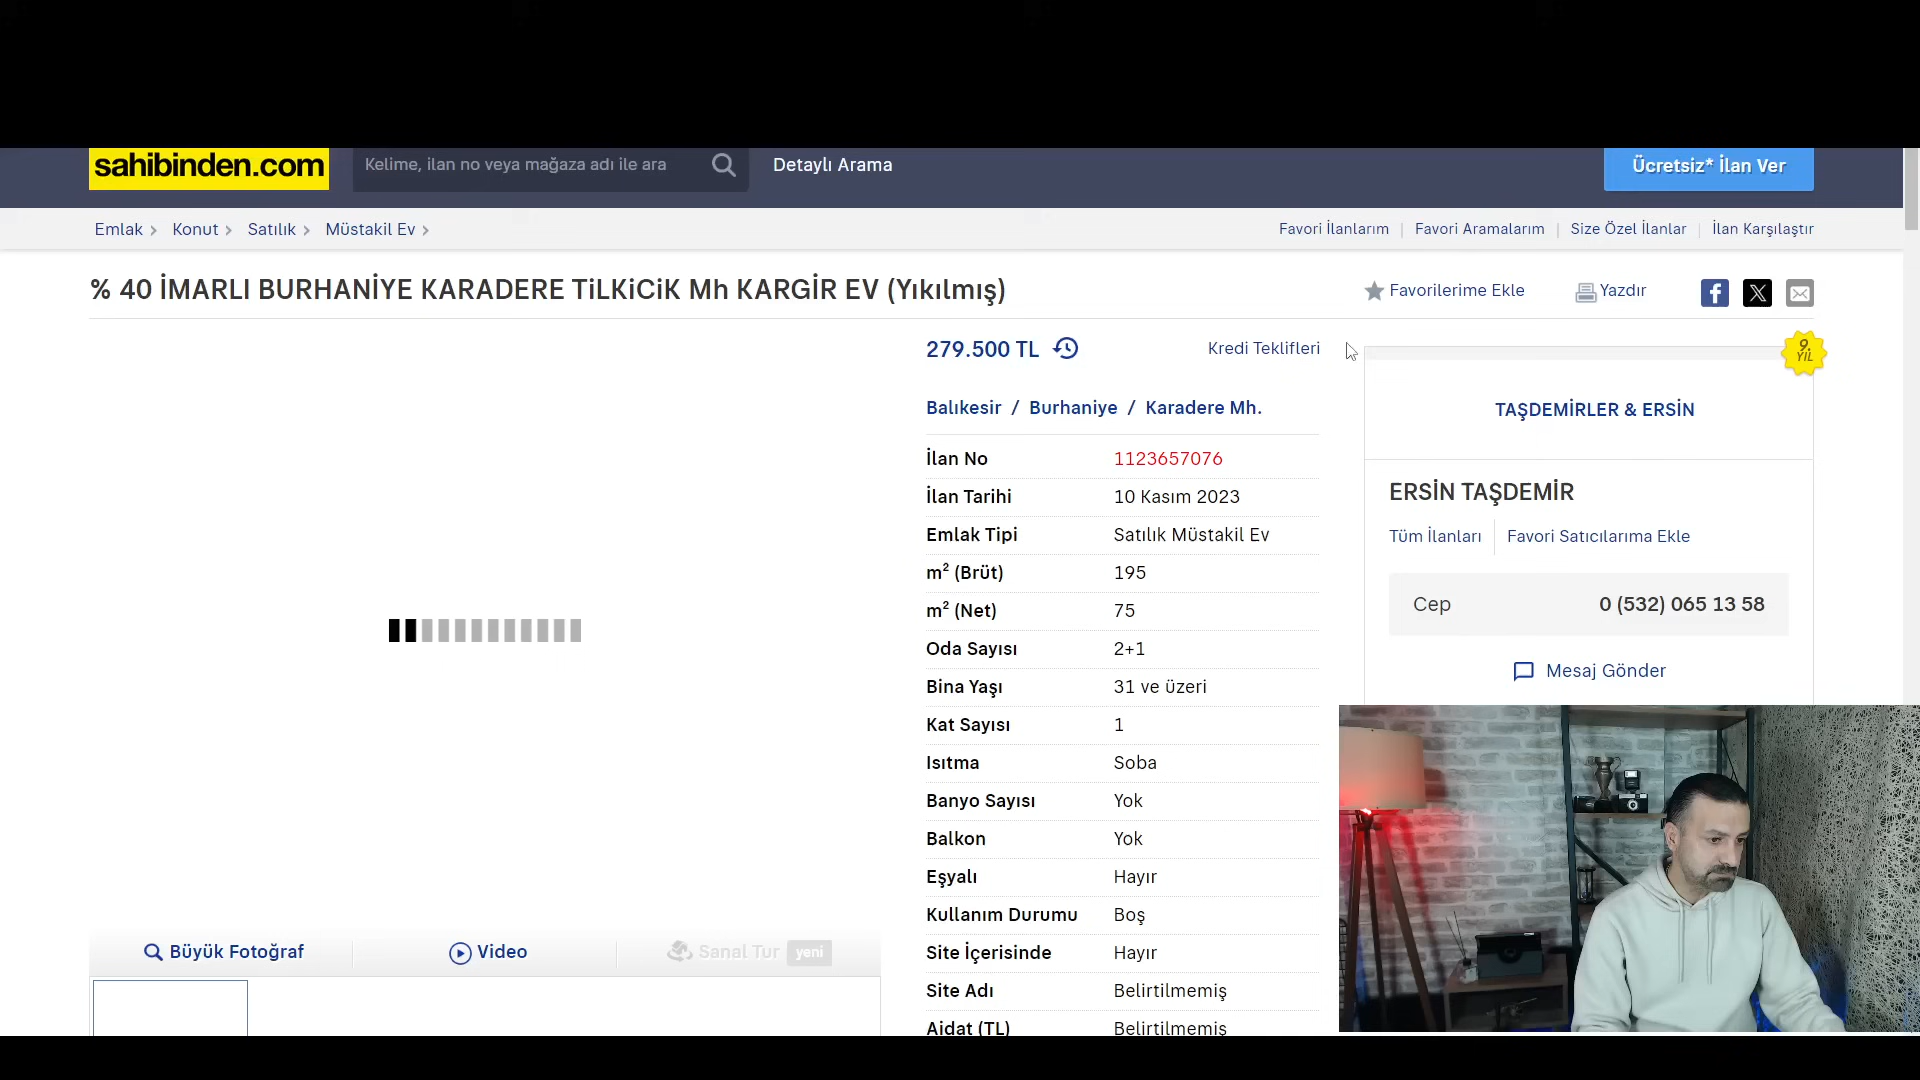 sahibinden.com
Kelime, ilan no veya mağaza adı ile ara
Detaylı Arama
Ücretsiz* İlan Ver
Emlak > Konut > Satılık > Müstakil Ev >
Favori İlanlarım | Favori Aramalarım | Size Özel İlanlar | İlan Karşılaştır
% 40 İMARLI BURHANİYE KARADERE TiLKiCiK Mh KARGİR EV (Yıkılmış)
Favorilerime Ekle
Yazdır
279.500 TL
Kredi Teklifleri
9.
YIL
Balıkesir / Burhaniye / Karadere Mh.
TAŞDEMİRLER & ERSİN
İlan No 1123657076
İlan Tarihi 10 Kasım 2023
Emlak Tipi Satılık Müstakil Ev
m² (Brüt) 195
m² (Net) 75
Oda Sayısı 2+1
Bina Yaşı 31 ve üzeri
Kat Sayısı 1
Isıtma Soba
Banyo Sayısı Yok
Balkon Yok
Eşyalı Hayır
Kullanım Durumu Boş
Site İçerisinde Hayır
Site Adı Belirtilmemiş
Aidat (TL) Belirtilmemiş
ERSİN TAŞDEMİR
Tüm İlanları | Favori Satıcılarıma Ekle
Cep 0 (532) 065 13 58
Mesaj Gönder
Büyük Fotoğraf
Video
Sanal Tur yeni